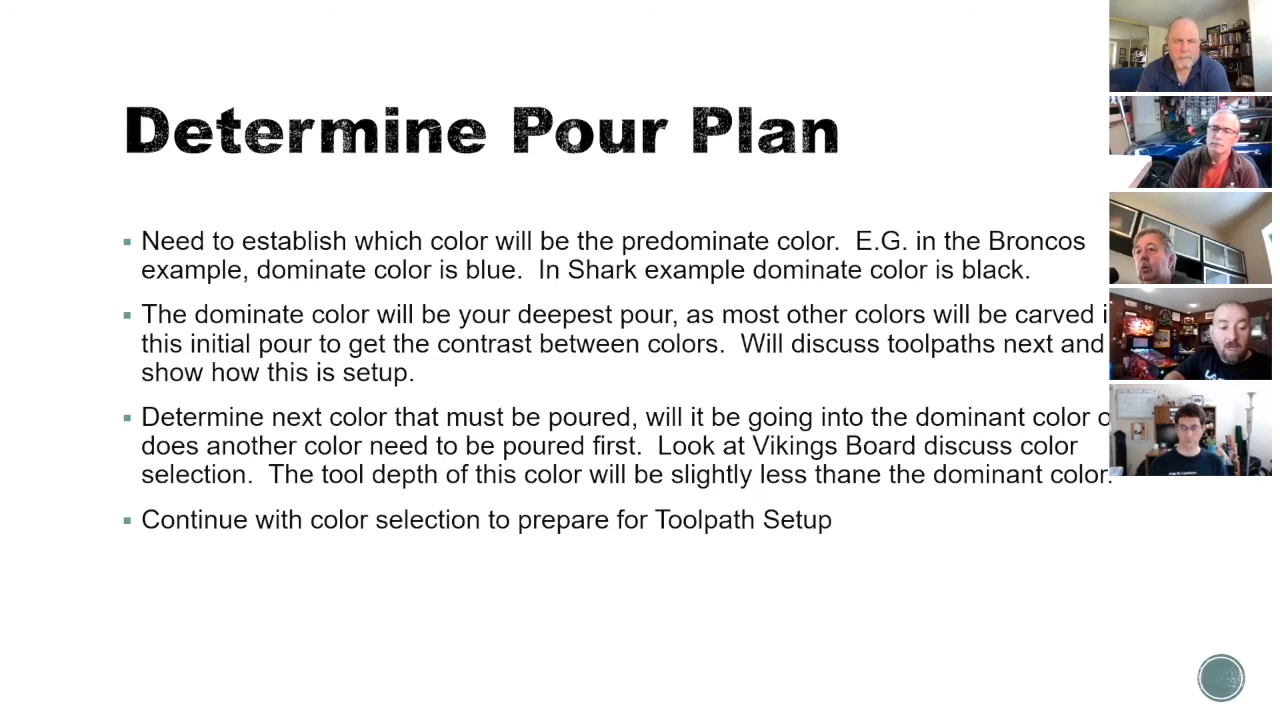 Determine Pour Plan
Need to establish which color will be the predominate color. E.G. in the Broncos
example, dominate color is blue. In Shark example dominate color is black.
The dominate color will be your deepest pour, as most other colors will be carved
this initial pour to get the contrast between colors. Will discuss toolpaths next and
show how this is setup.
Determine next color that must be poured, will it be going into the dominant color
does another color need to be poured first. Look at Vikings Board discuss color
selection. The tool depth of this color will be slightly less thane the dominant color.
Continue with color selection to prepare for Toolpath Setup